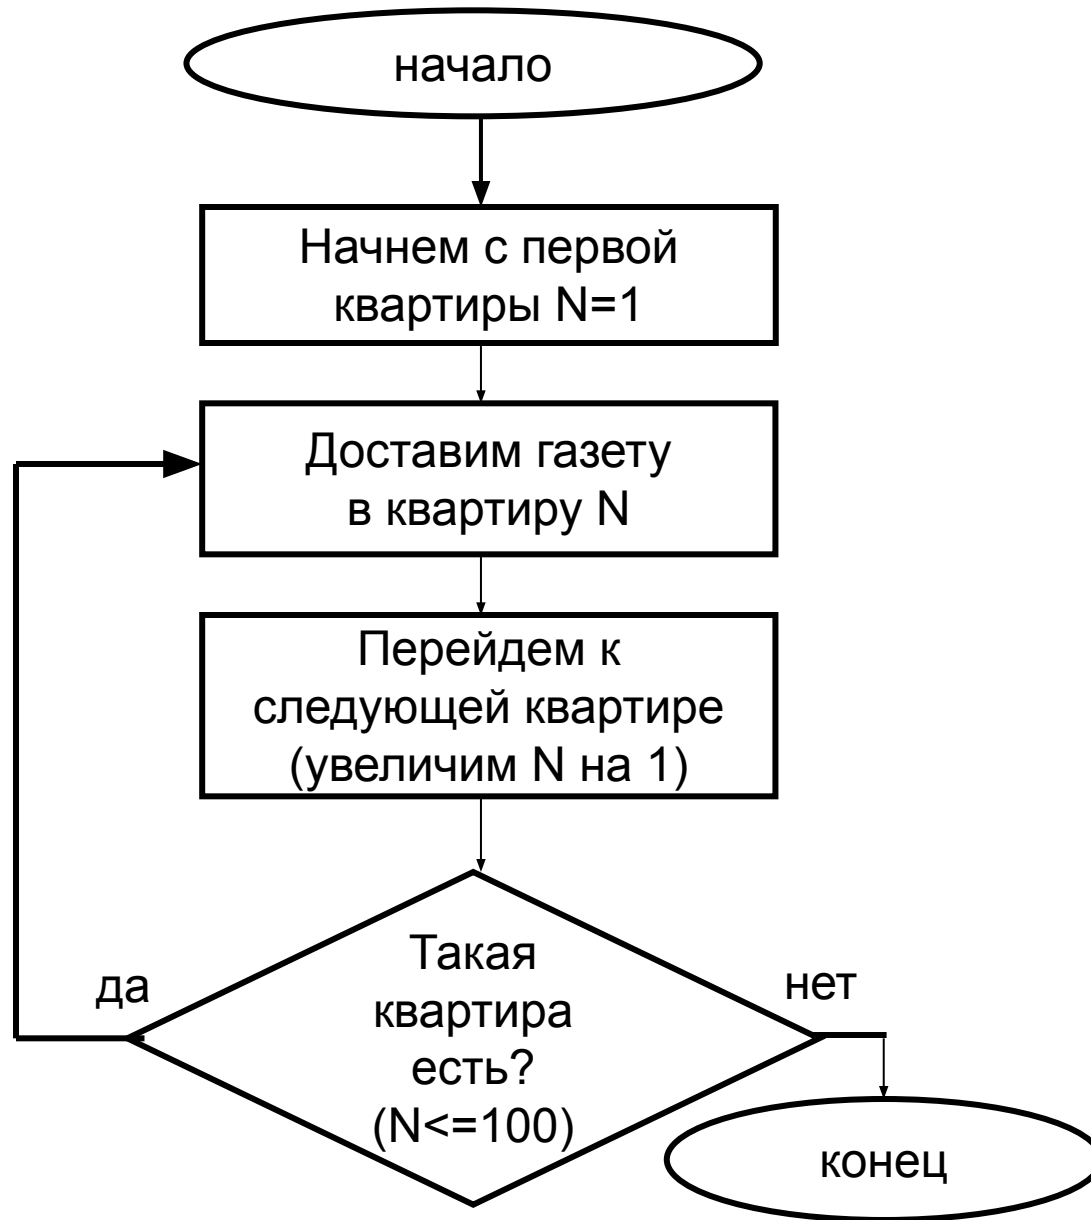 начало
Начнем с первой
квартиры N=1
Доставим газету
в квартиру N
Перейдем к
следующей квартире
(увеличим N на 1)
Такая
квартира
есть?
(N<=100)
да
нет
конец